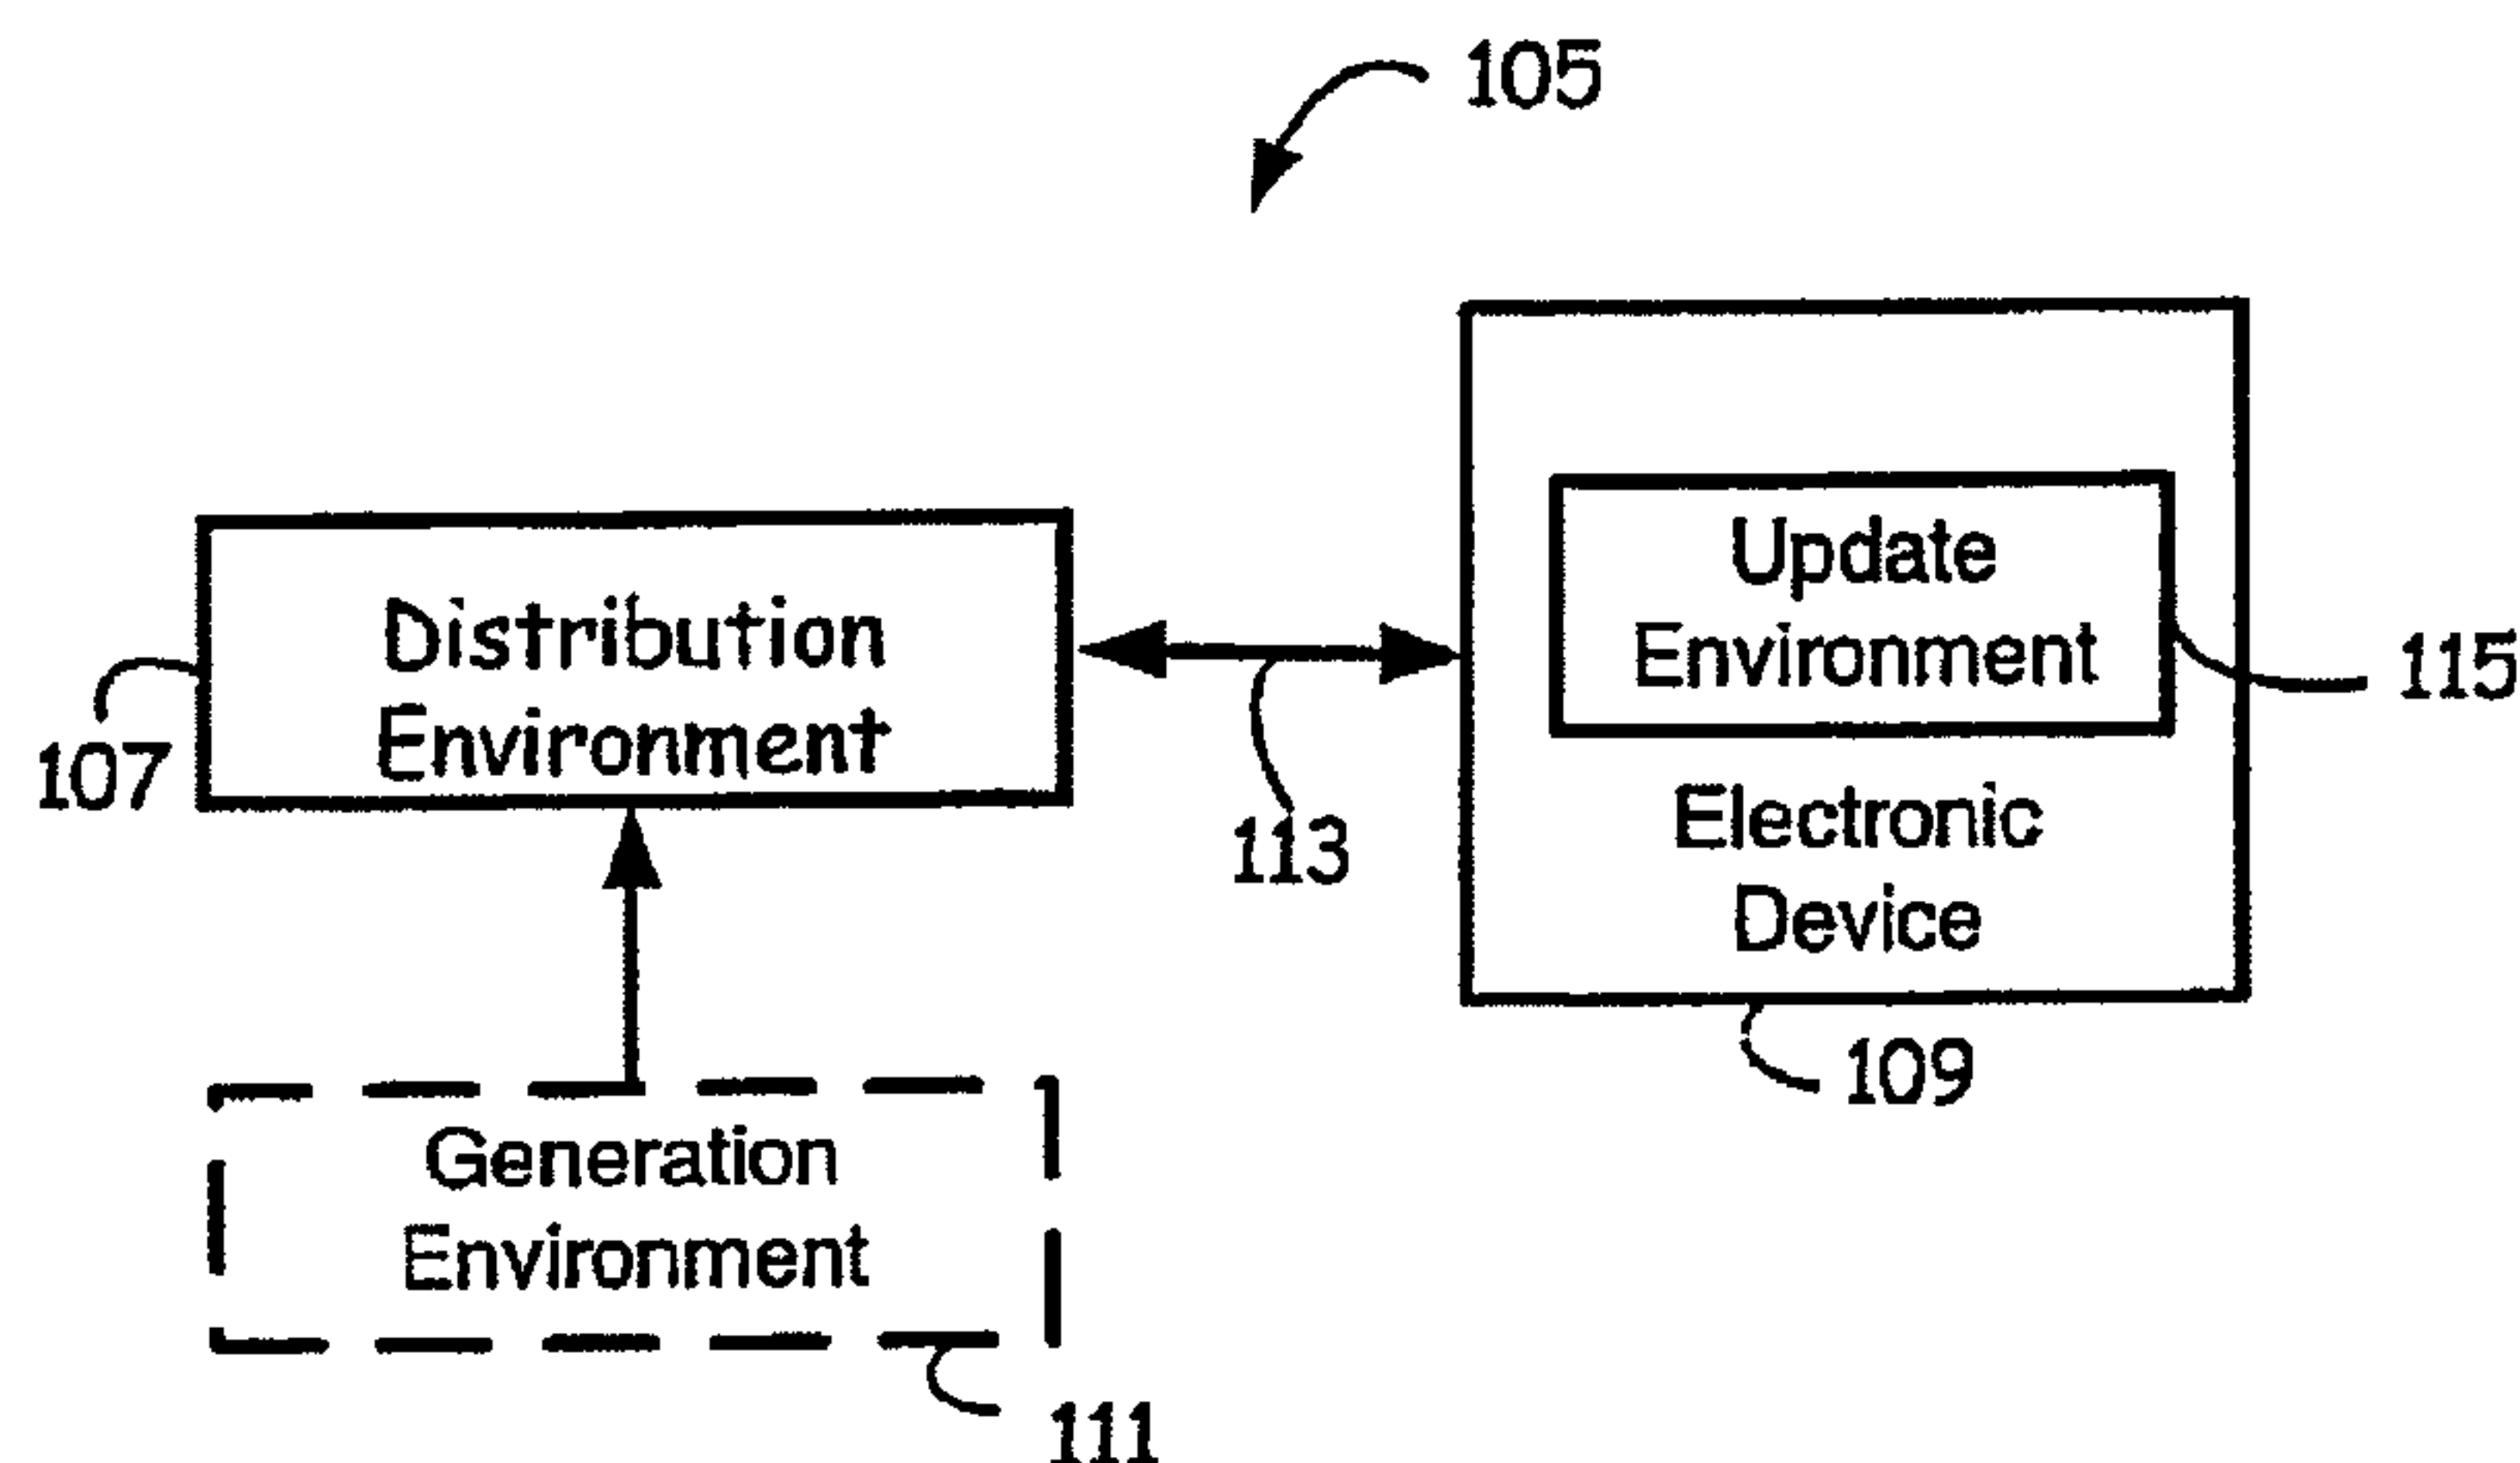 105
Update
Environment
115
Distribution
Environment
107
113
Electronic
Device
109
Generation
Environment
111